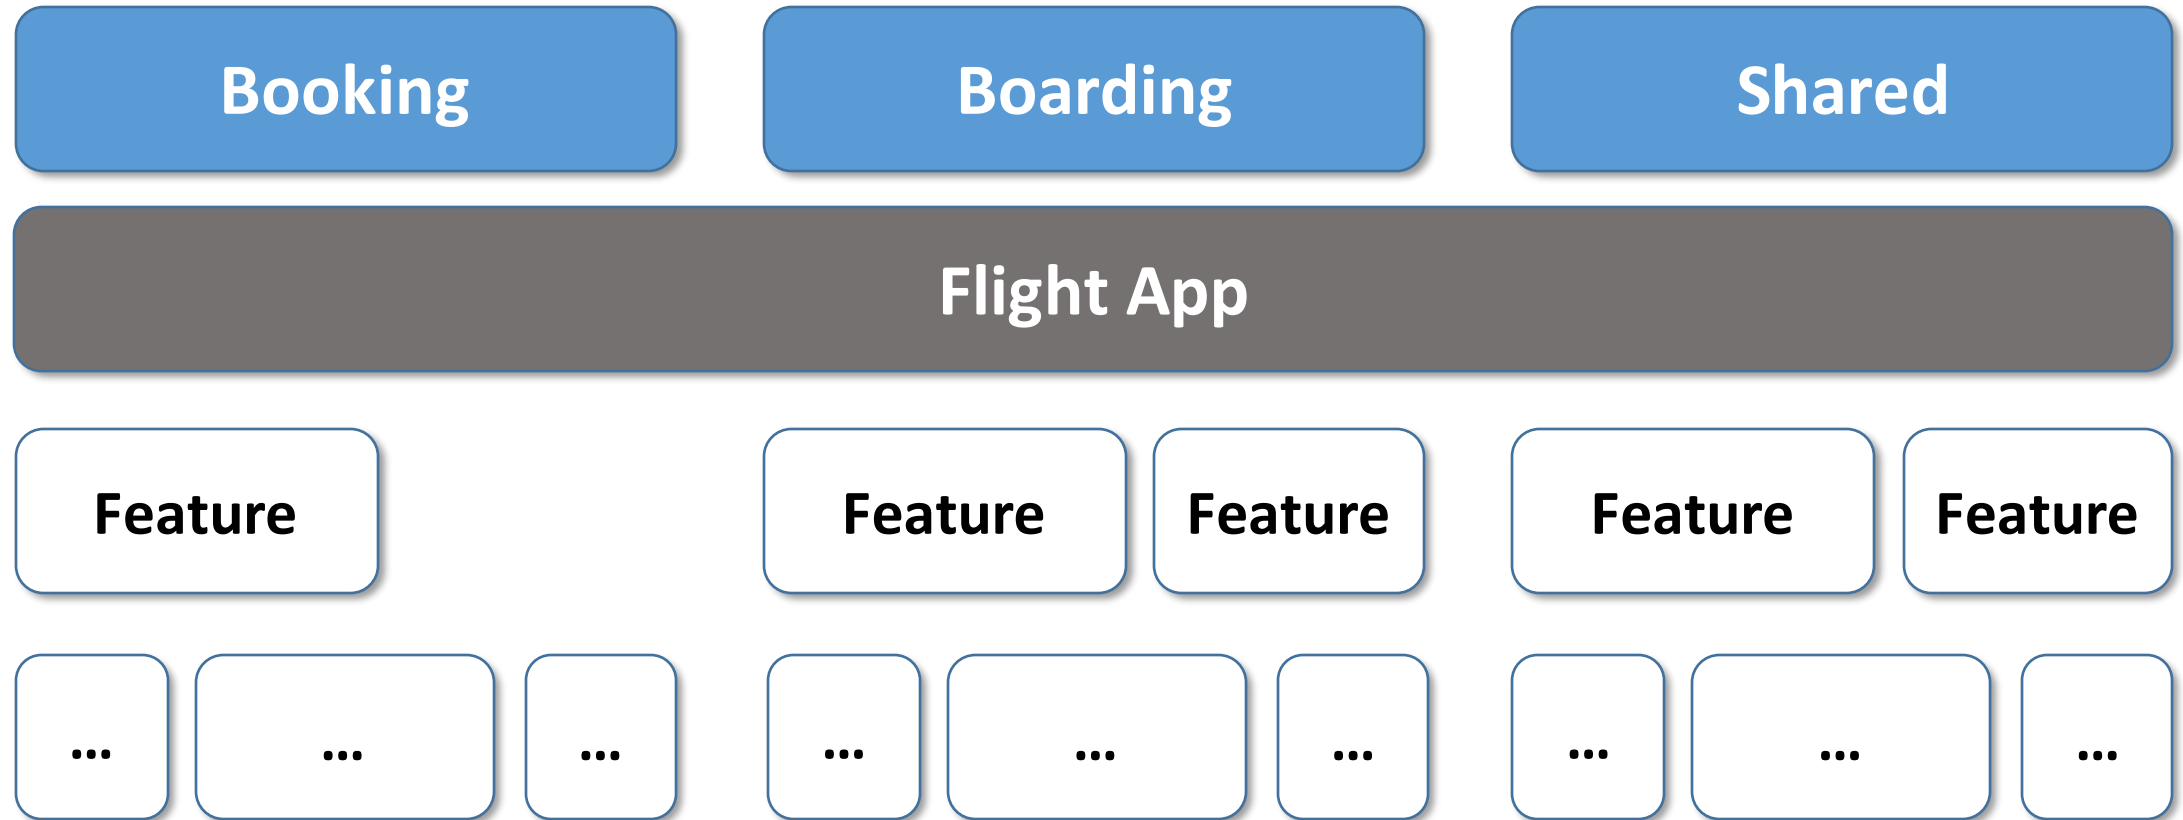 Booking Boarding Shared
Flight App
Feature Feature Feature Feature Feature
... ... ... ... ... ... ... ... ...